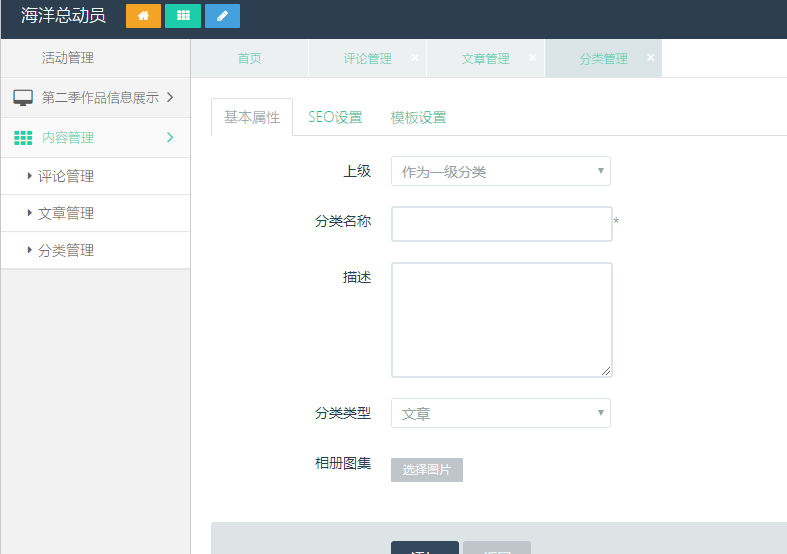 海洋总动员
活动管理
第二季作品信息展示
内容管理
评论管理
文章管理
分类管理
首页
评论管理
文章管理
分类管理
基本属性
SEO设置
模板设置
上级
作为一级分类
分类名称
*
描述
分类类型
文章
相册图集
选择图片